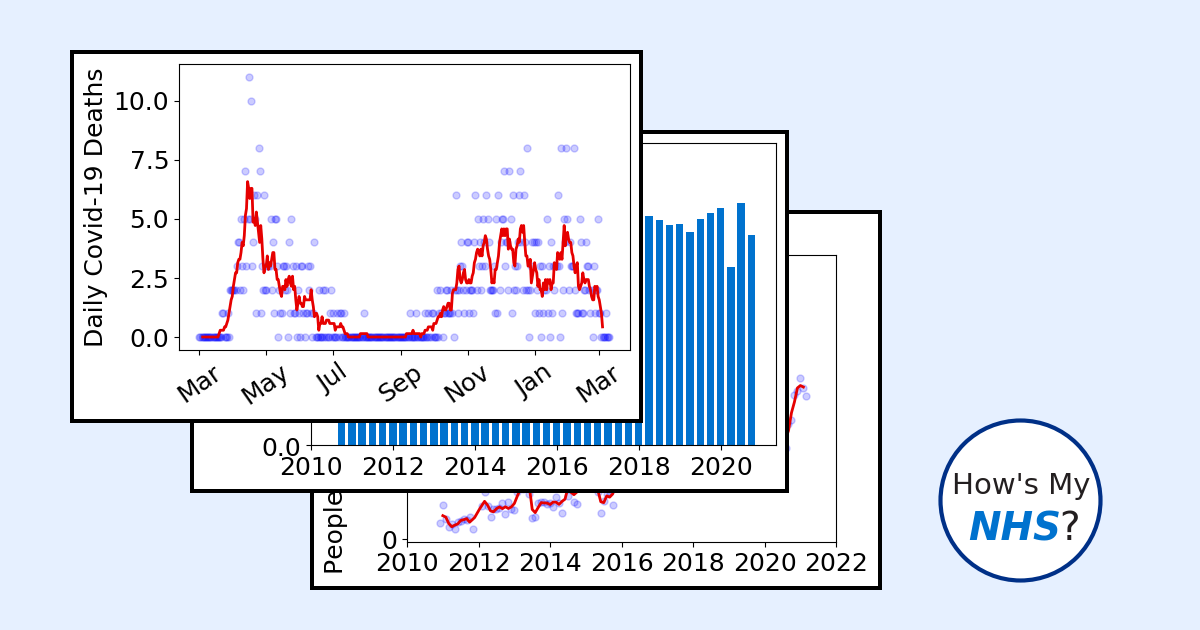 Daily Covid-19 Deaths
10.0
7.5
5.0
2.5
0.0
Mar May Jul Sep Nov Jan Mar
0.0
2010 2012 2014 2016 2018 2020
People
0
2010 2012 2014 2016 2018 2020 2022
How's My
NHS?